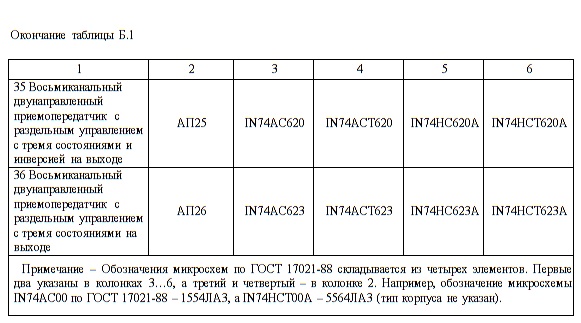 Окончание таблицы Б.1
1 2 3 4 5 6
35 Восьмиканальный
двунаправленный
приемопередатчик с
раздельным управлением
с тремя состояниями и
инверсией на выходе
АП25 IN74AC620 IN74ACT620 IN74HC620A IN74HCT620A
36 Восьмиканальный
двунаправленный
приемопередатчик с
раздельным управлением
с тремя состояниями на
выходе
АП26 IN74AC623 IN74ACT623 IN74HC623A IN74HCT623A
Примечание – Обозначения микросхем по ГОСТ 17021-88 складывается из четырех элементов. Первые
два указаны в колонках 3…6, а третий и четвертый – в колонке 2. Например, обозначение микросхемы
IN74AC00 по ГОСТ 17021-88 – 1554ЛАЗ, а IN74HCT00A – 5564ЛАЗ (тип корпуса не указан).